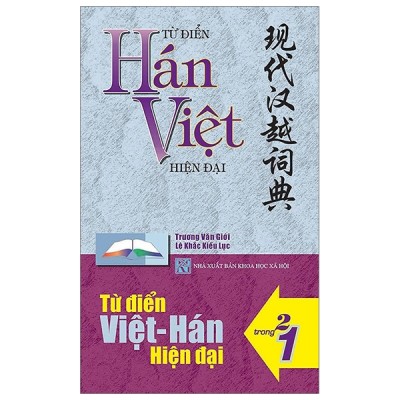 TỪ ĐIỂN
Hán
Việt
HIỆN ĐẠI
现代汉越词典
Trương Văn Giới
Lê Khắc Kiều Lục
NHÀ XUẤT BẢN KHOA HỌC XÃ HỘI
Từ điển
Việt-Hán
Hiện đại
2
trong
1